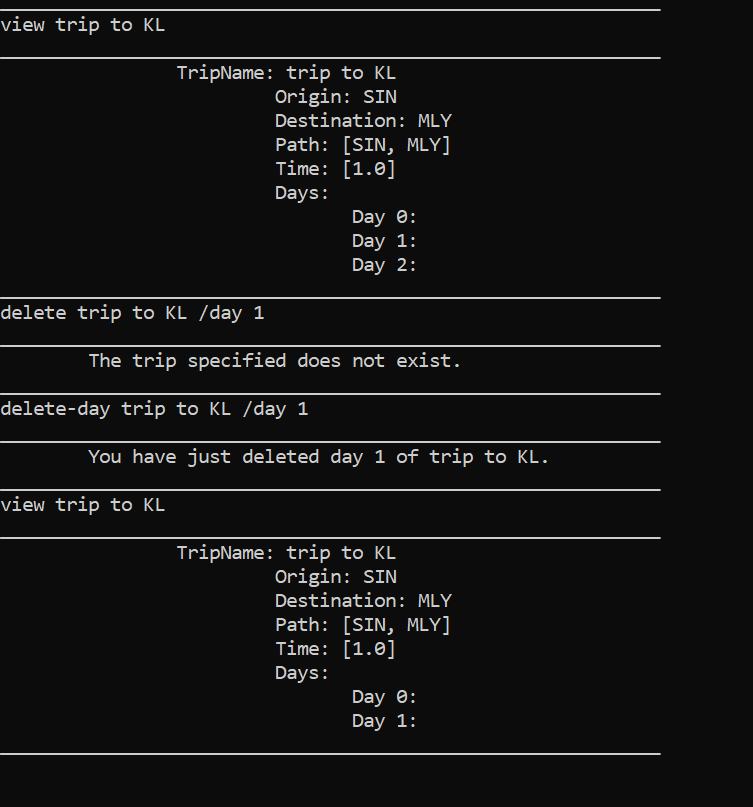 view trip to KL
TripName: trip to KL
Origin: SIN
Destination: MLY
Path: [SIN, MLY]
Time: [1.0]
Days:
Day 0:
Day 1:
Day 2:
delete trip to KL /day 1
The trip specified does not exist.
delete-day trip to KL /day 1
You have just deleted day 1 of trip to KL.
view trip to KL
TripName: trip to KL
Origin: SIN
Destination: MLY
Path: [SIN, MLY]
Time: [1.0]
Days:
Day 0:
Day 1: